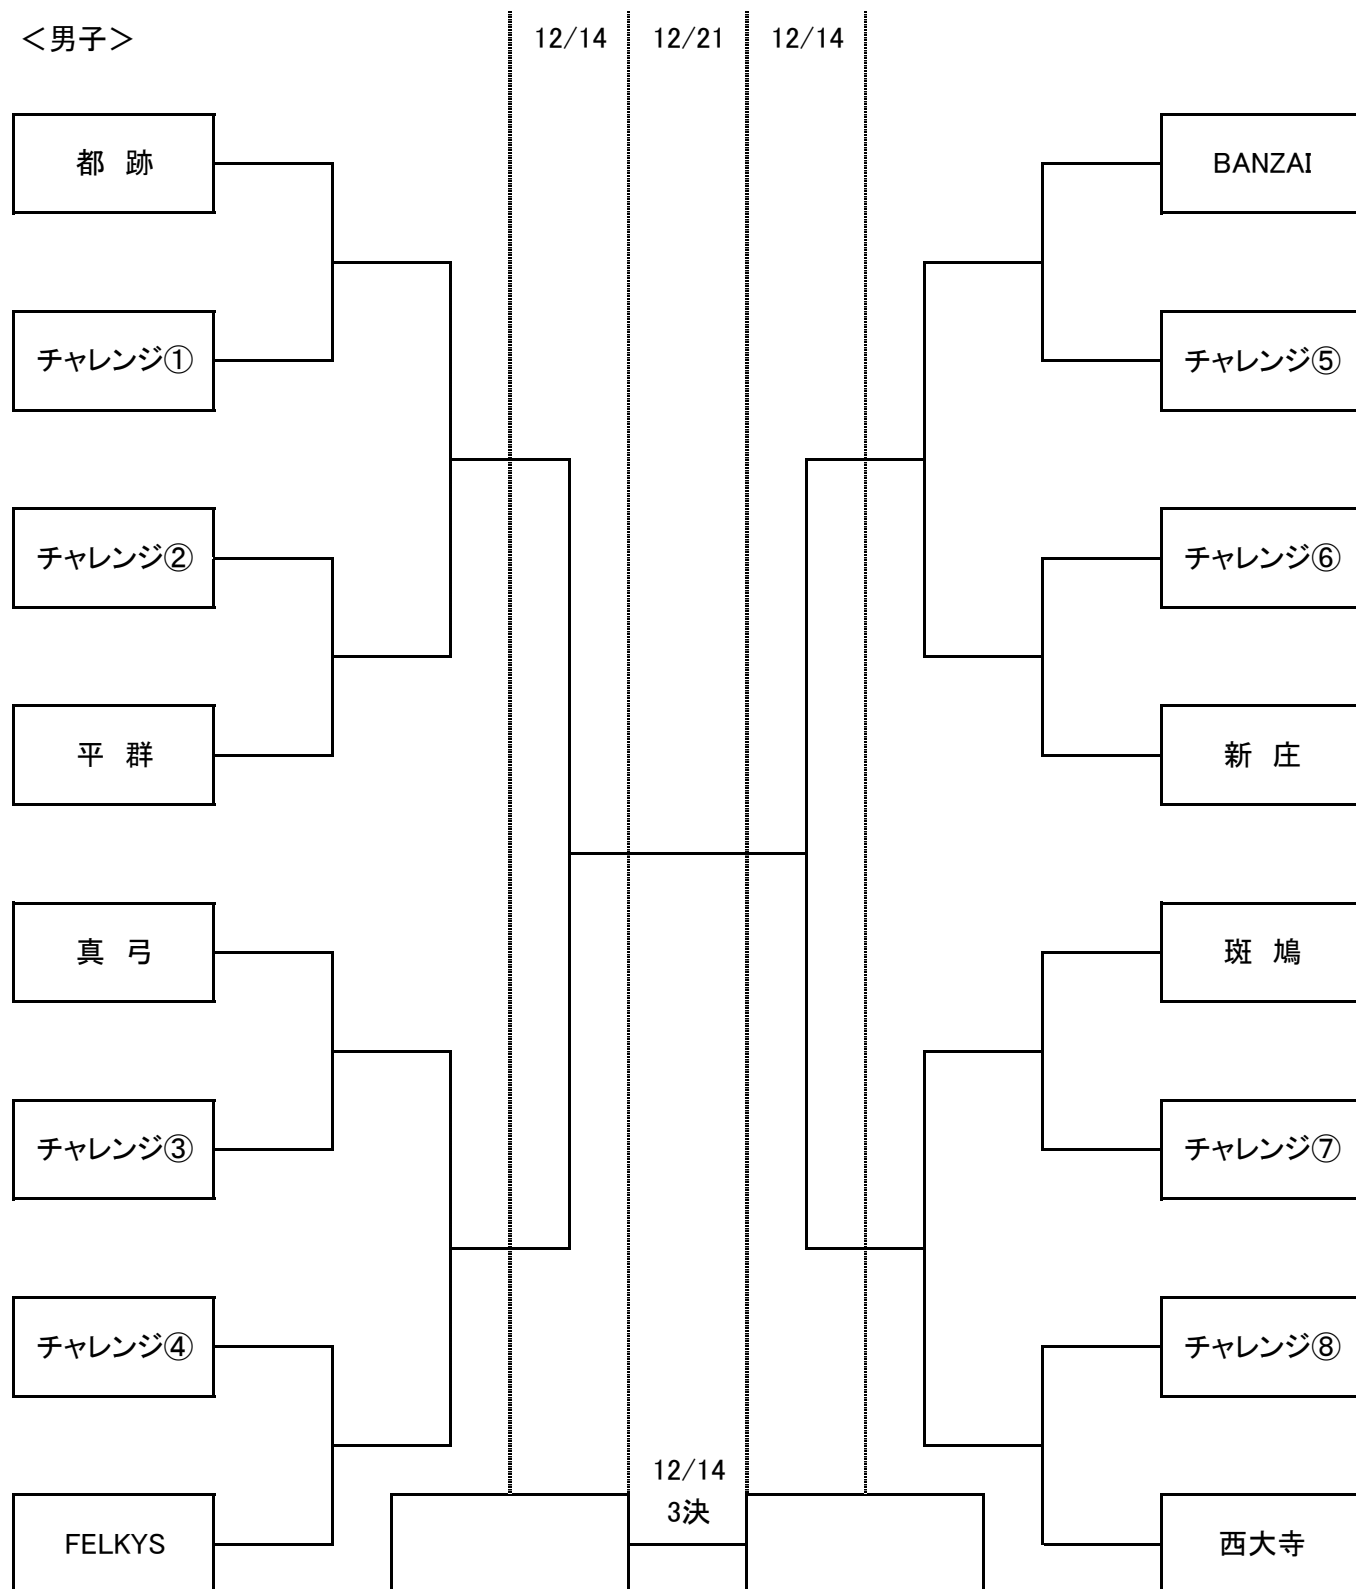 ＜男子＞
12/14 12/21 12/14
都 跡
BANZAI
チャレンジ①
チャレンジ⑤
チャレンジ②
チャレンジ⑥
平 群
新 庄
真 弓
斑 鳩
チャレンジ③
チャレンジ⑦
チャレンジ④
チャレンジ⑧
12/14
3決
FELKYS
西大寺